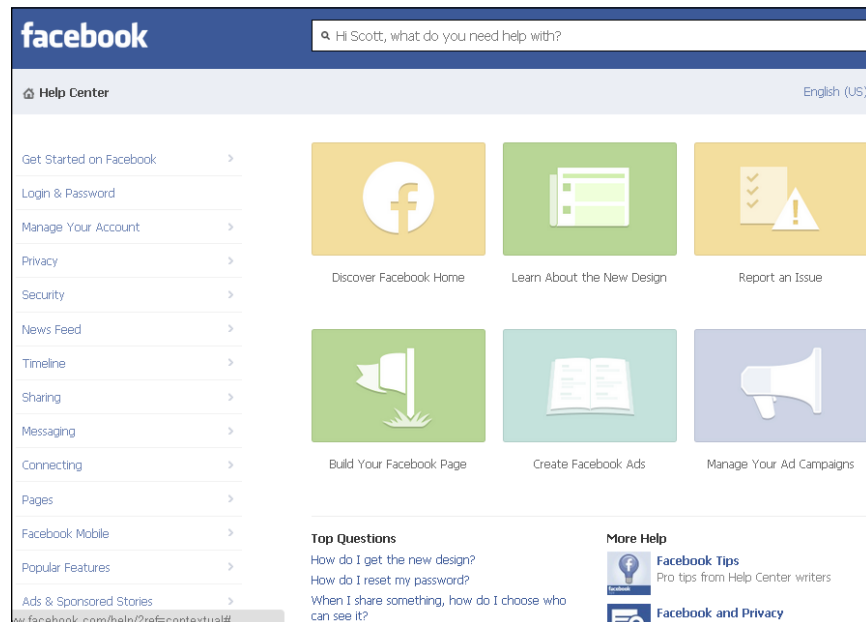 facebook
Hi Scott, what do you need help with?
Help Center
English (US)
Get Started on Facebook
Login & Password
Manage Your Account
Privacy
Security
News Feed
Timeline
Sharing
Messaging
Connecting
Pages
Facebook Mobile
Popular Features
Ads & Sponsored Stories
Discover Facebook Home
Learn About the New Design
Report an Issue
Build Your Facebook Page
Create Facebook Ads
Manage Your Ad Campaigns
Top Questions
How do I get the new design?
How do I reset my password?
When I share something, how do I choose who
can see it?
More Help
facebook
Facebook Tips
Pro tips from Help Center writers
Facebook and Privacy
w.facebook.com/help/?ref=contextual#